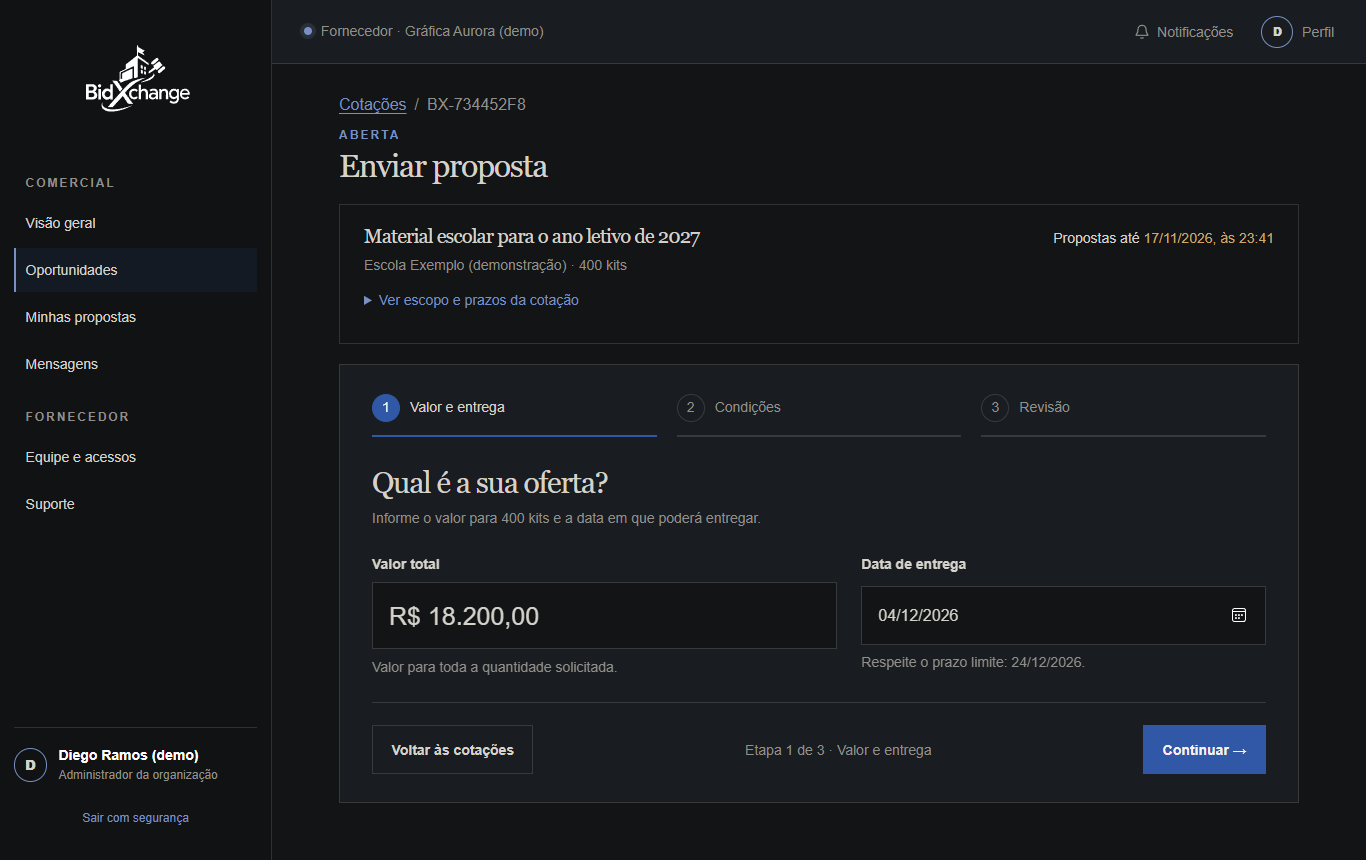 BidXchange
COMERCIAL
Visão geral
Oportunidades
Minhas propostas
Mensagens
FORNECEDOR
Equipe e acessos
Suporte
D
Diego Ramos (demo)
Administrador da organização
Sair com segurança
Fornecedor · Gráfica Aurora (demo)
Notificações
D
Perfil
Cotações / BX-734452F8
ABERTA
Enviar proposta
Material escolar para o ano letivo de 2027
Propostas até 17/11/2026, às 23:41
Escola Exemplo (demonstração) · 400 kits
▶ Ver escopo e prazos da cotação
1 Valor e entrega
2 Condições
3 Revisão
Qual é a sua oferta?
Informe o valor para 400 kits e a data em que poderá entregar.
Valor total
R$ 18.200,00
Valor para toda a quantidade solicitada.
Data de entrega
04/12/2026
Respeite o prazo limite: 24/12/2026.
Voltar às cotações
Etapa 1 de 3 · Valor e entrega
Continuar →